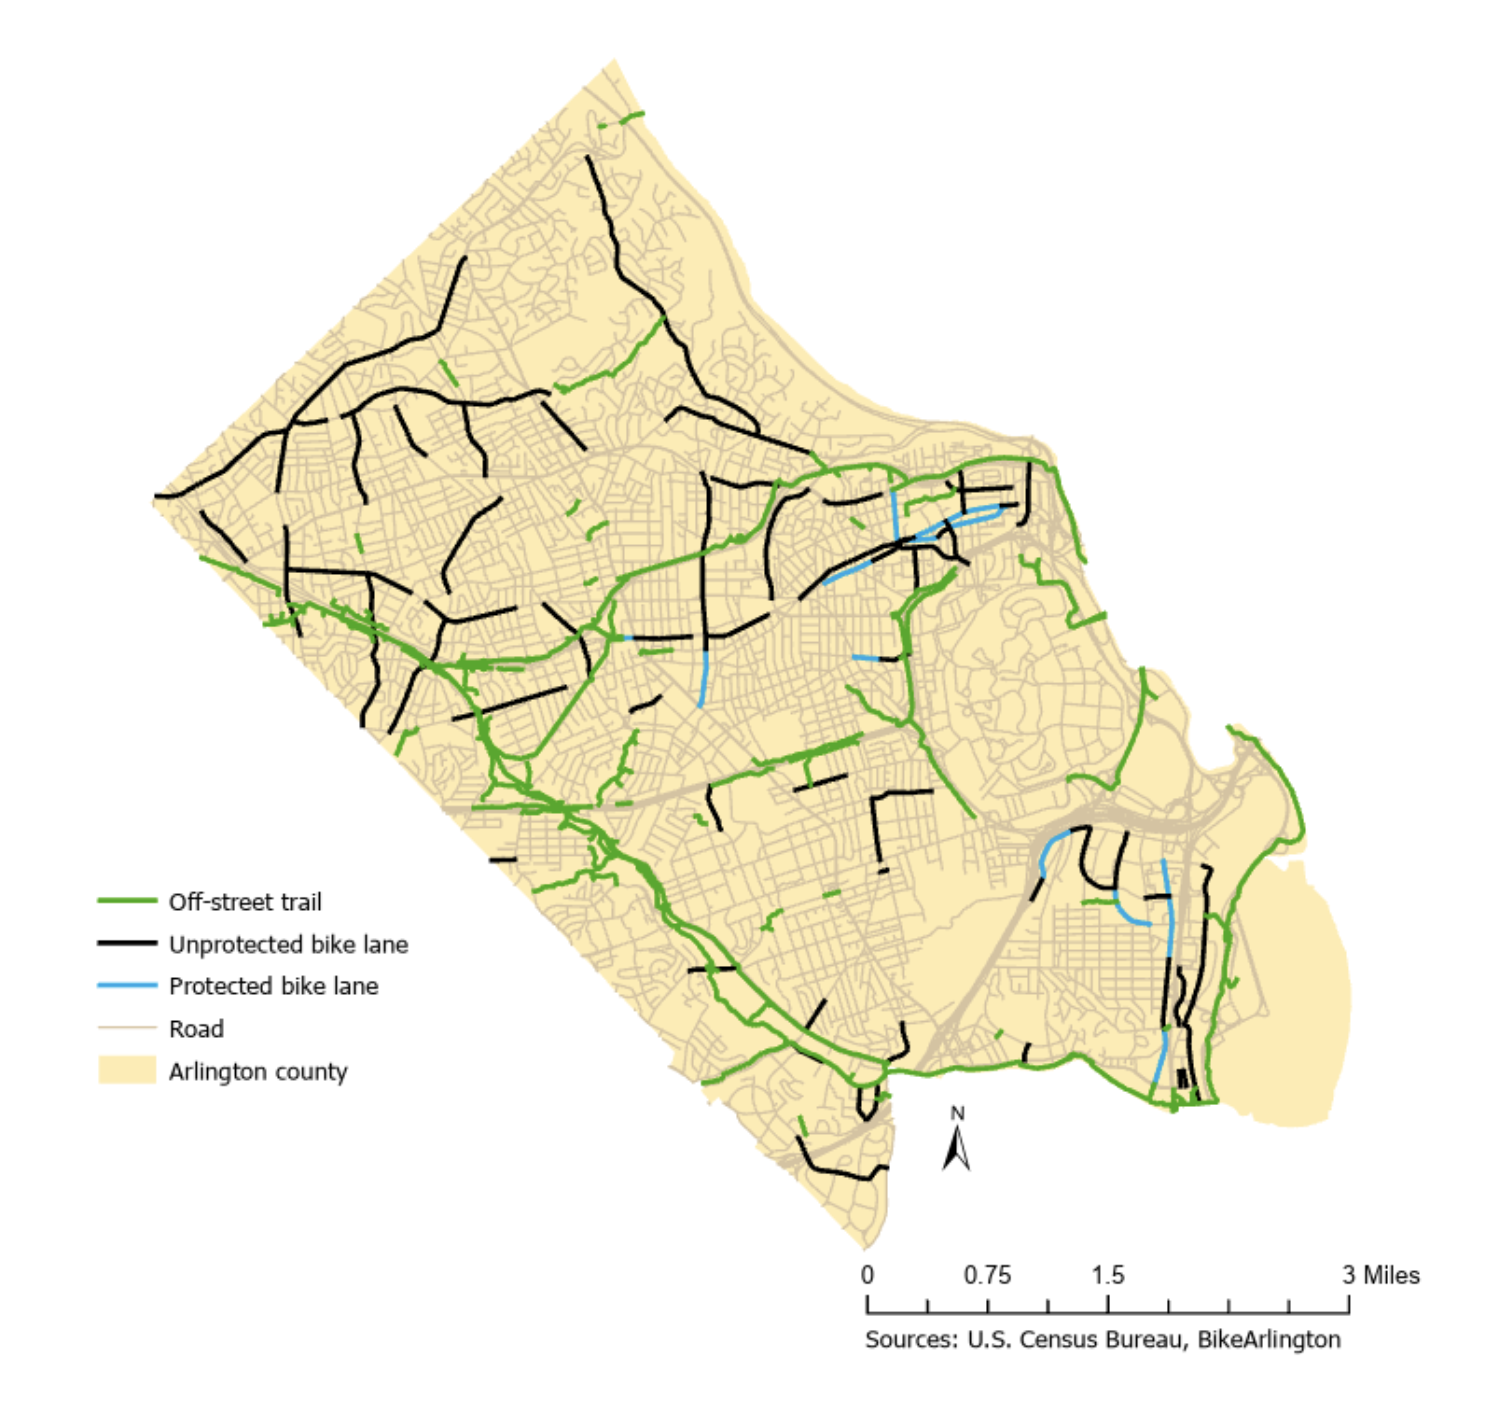 Off-street trail
Unprotected bike lane
Protected bike lane
Road
Arlington county
N
0 0.75 1.5 3 Miles
Sources: U.S. Census Bureau, BikeArlington